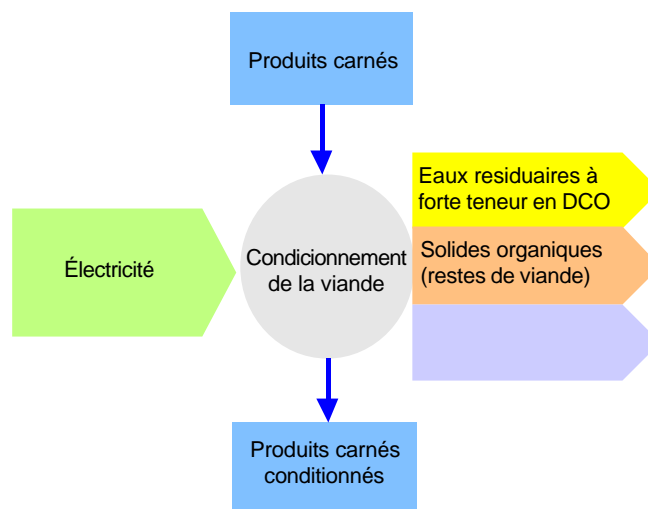 Produits carnés
Eaux residuaires à
forte teneur en DCO
Électricité
Condicionnement
de la viande
Solides organiques
(restes de viande)
Produits carnés
conditionnés